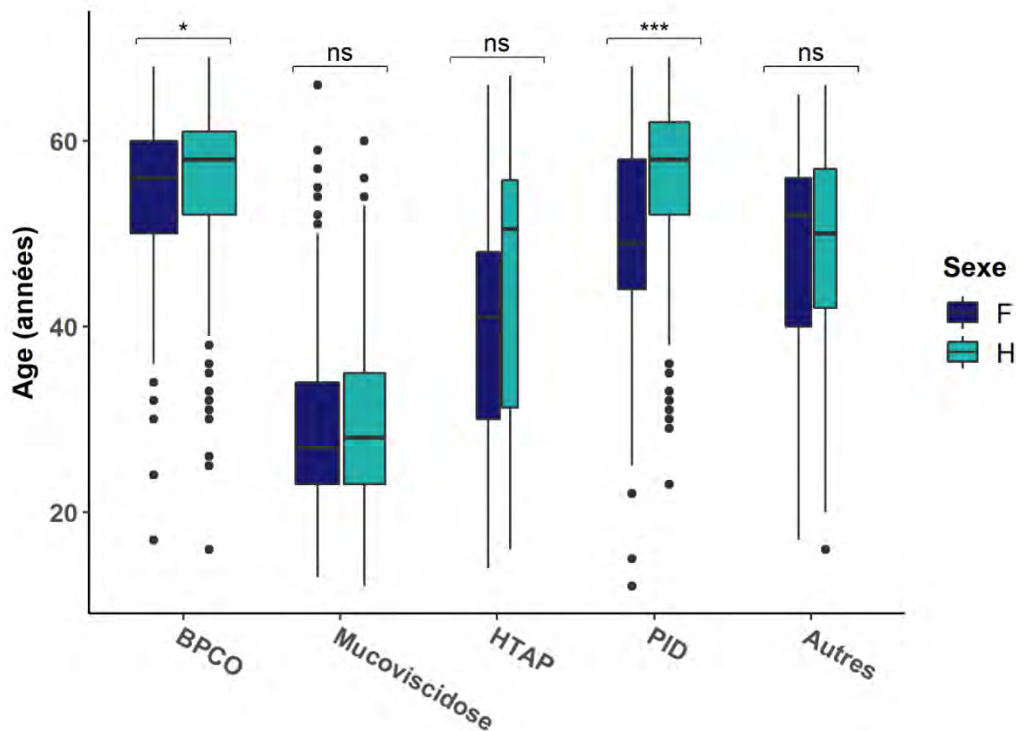 *
ns
ns
***
ns
Age (années)
60
40
20
BPCO
Mucoviscidose
HTAP
PID
Autres
Sexe
F
H